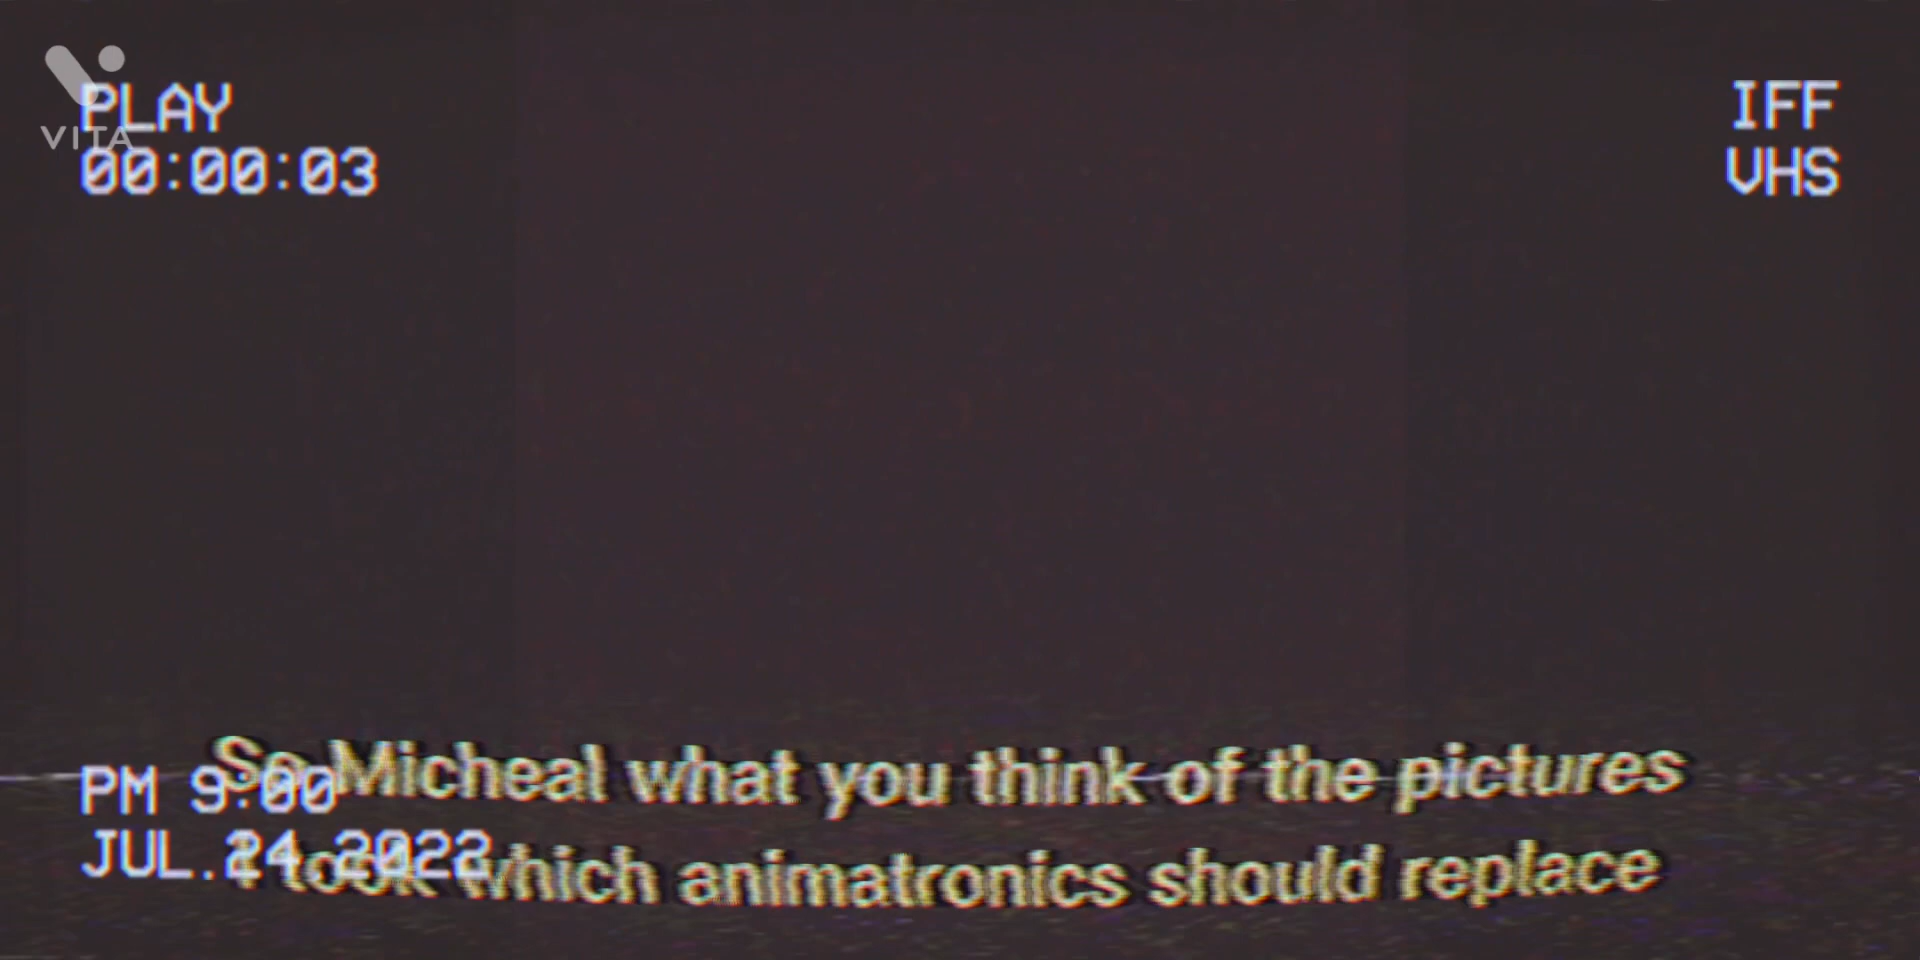 PLAY
VITA
00:00:03
IFF
VHS
So Micheal what you think of the pictures
I took which animatronics should replace
PM 9:00
JUL.24.2022